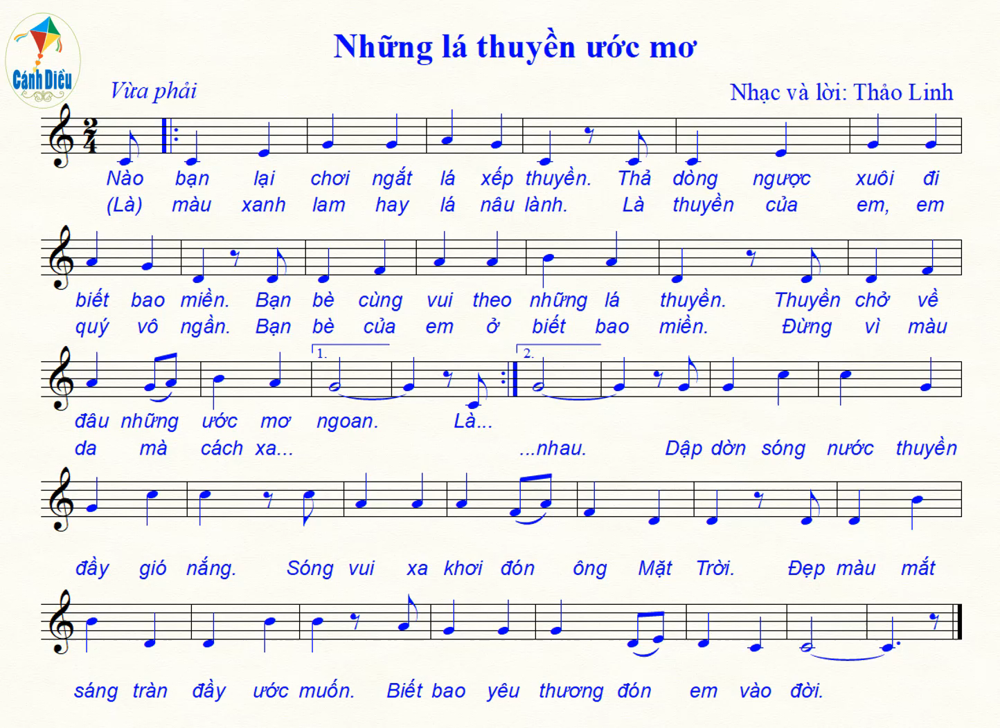 Cánh Diều
Những lá thuyền ước mơ
Vừa phải
Nhạc và lời: Thảo Linh
2
4
Nào bạn lại chơi ngắt lá xếp thuyền. Thả dòng ngược xuôi đi
(Là) màu xanh lam hay lá nâu lành. Là thuyền của em, em
biết bao miền. Bạn bè cùng vui theo những lá thuyền. Thuyền chở về
quý vô ngần. Bạn bè của em ở biết bao miền. Đừng vì màu
1. 2.
đâu những ước mơ ngoan. Là...
da mà cách xa... ...nhau. Dập dờn sóng nước thuyền
đầy gió nắng. Sóng vui xa khơi đón ông Mặt Trời. Đẹp màu mắt
sáng tràn đầy ước muốn. Biết bao yêu thương đón em vào đời.